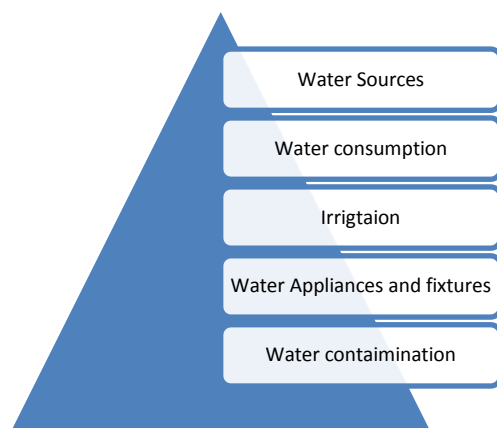 Water Sources
Water consumption
Irrigtaion
Water Appliances and fixtures
Water contaimination